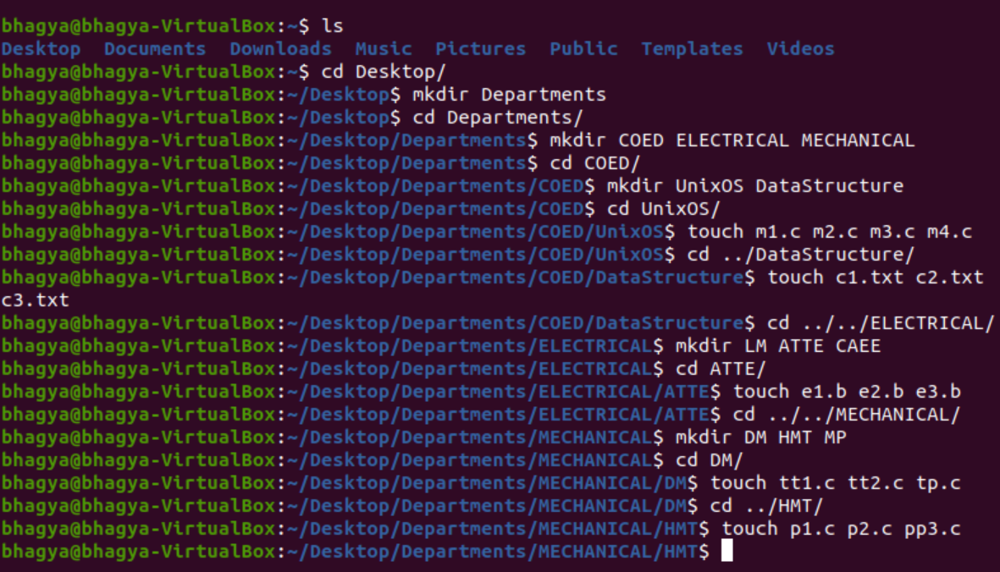 bhagya@bhagya-VirtualBox:~$ ls
Desktop  Documents  Downloads  Music  Pictures  Public  Templates  Videos
bhagya@bhagya-VirtualBox:~$ cd Desktop/
bhagya@bhagya-VirtualBox:~/Desktop$ mkdir Departments
bhagya@bhagya-VirtualBox:~/Desktop$ cd Departments/
bhagya@bhagya-VirtualBox:~/Desktop/Departments$ mkdir COED ELECTRICAL MECHANICAL
bhagya@bhagya-VirtualBox:~/Desktop/Departments$ cd COED/
bhagya@bhagya-VirtualBox:~/Desktop/Departments/COED$ mkdir UnixOS DataStructure
bhagya@bhagya-VirtualBox:~/Desktop/Departments/COED$ cd UnixOS/
bhagya@bhagya-VirtualBox:~/Desktop/Departments/COED/UnixOS$ touch m1.c m2.c m3.c m4.c
bhagya@bhagya-VirtualBox:~/Desktop/Departments/COED/UnixOS$ cd ../DataStructure/
bhagya@bhagya-VirtualBox:~/Desktop/Departments/COED/DataStructure$ touch c1.txt c2.txt
c3.txt
bhagya@bhagya-VirtualBox:~/Desktop/Departments/COED/DataStructure$ cd ../../ELECTRICAL/
bhagya@bhagya-VirtualBox:~/Desktop/Departments/ELECTRICAL$ mkdir LM ATTE CAEE
bhagya@bhagya-VirtualBox:~/Desktop/Departments/ELECTRICAL$ cd ATTE/
bhagya@bhagya-VirtualBox:~/Desktop/Departments/ELECTRICAL/ATTE$ touch e1.b e2.b e3.b
bhagya@bhagya-VirtualBox:~/Desktop/Departments/ELECTRICAL/ATTE$ cd ../../MECHANICAL/
bhagya@bhagya-VirtualBox:~/Desktop/Departments/MECHANICAL$ mkdir DM HMT MP
bhagya@bhagya-VirtualBox:~/Desktop/Departments/MECHANICAL$ cd DM/
bhagya@bhagya-VirtualBox:~/Desktop/Departments/MECHANICAL/DM$ touch tt1.c tt2.c tp.c
bhagya@bhagya-VirtualBox:~/Desktop/Departments/MECHANICAL/DM$ cd ../HMT/
bhagya@bhagya-VirtualBox:~/Desktop/Departments/MECHANICAL/HMT$ touch p1.c p2.c pp3.c
bhagya@bhagya-VirtualBox:~/Desktop/Departments/MECHANICAL/HMT$